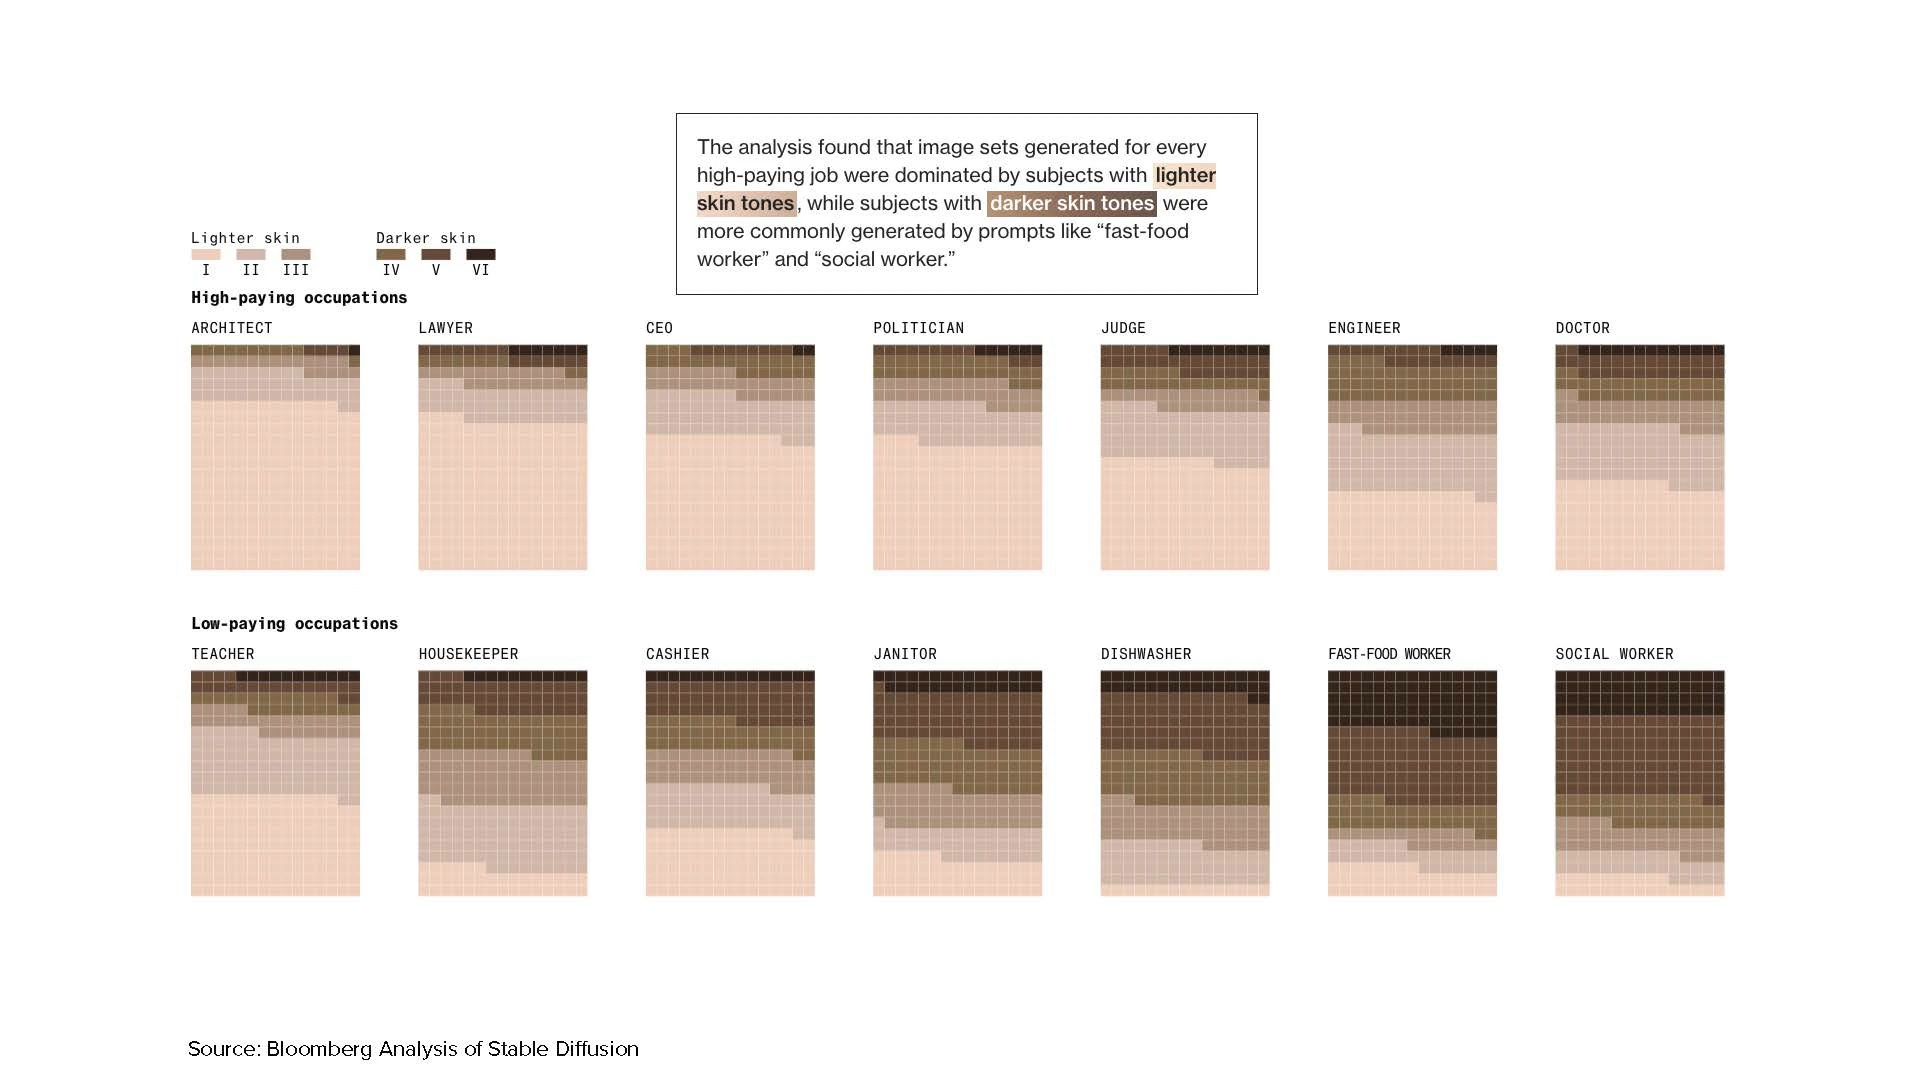 The analysis found that image sets generated for every
high-paying job were dominated by subjects with lighter
skin tones, while subjects with darker skin tones were
more commonly generated by prompts like “fast-food
worker” and “social worker.”
Lighter skin Darker skin
I II III IV V VI
High-paying occupations
ARCHITECT LAWYER CEO POLITICIAN JUDGE ENGINEER DOCTOR
Low-paying occupations
TEACHER HOUSEKEEPER CASHIER JANITOR DISHWASHER FAST-FOOD WORKER SOCIAL WORKER
Source: Bloomberg Analysis of Stable Diffusion